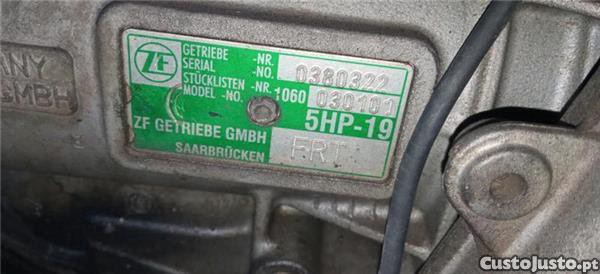 ANY
GMBH
ZF
GETRIEBE -NR.
SERIAL -NO.
0380322
STÜCKLISTEN -NR.
MODEL -NO.
1060
030101
ZF GETRIEBE GMBH
5HP-19
SAARBRÜCKEN
FRT
CustoJusto.pt